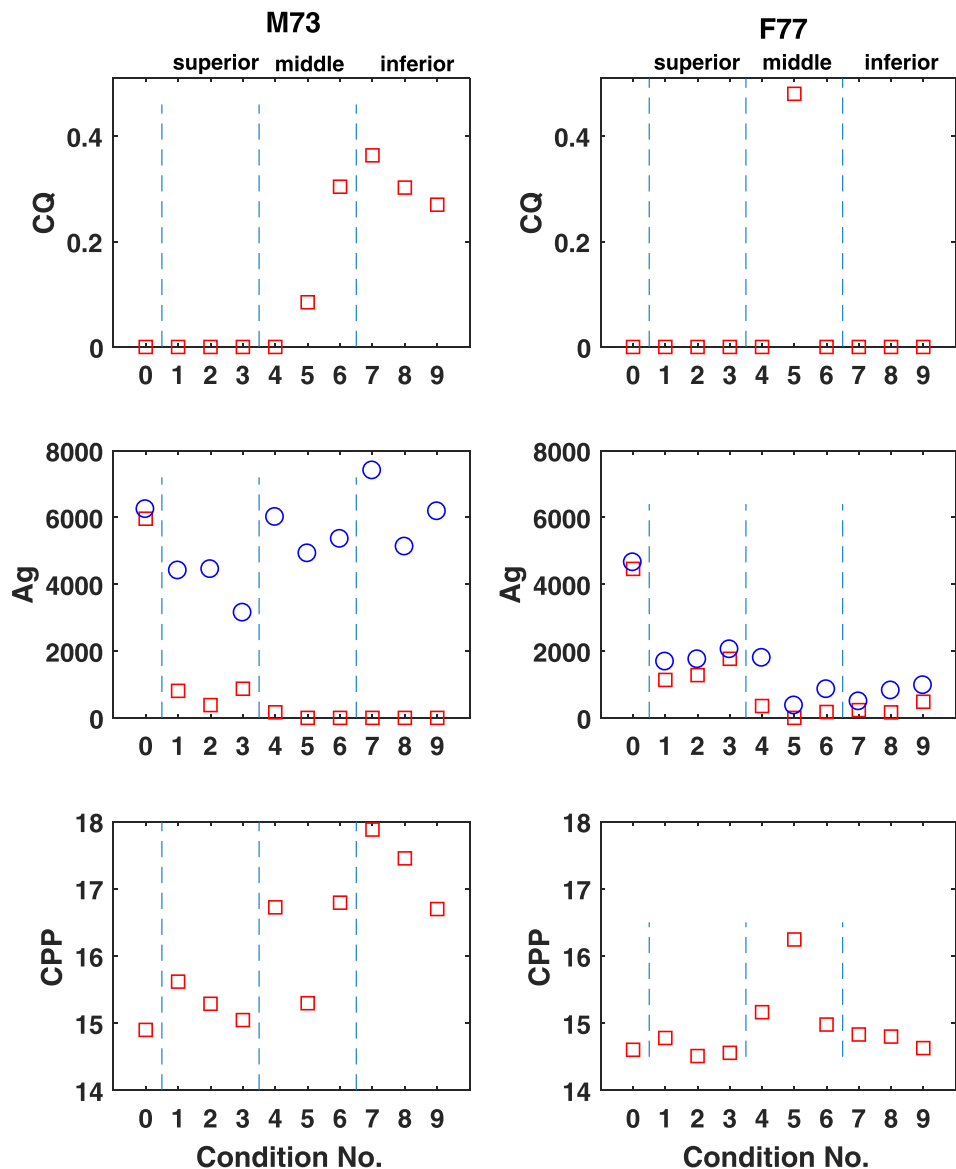 M73
F77
superior middle inferior
superior middle inferior
CQ
0.4
0.2
0
0 1 2 3 4 5 6 7 8 9
CQ
0.4
0.2
0
0 1 2 3 4 5 6 7 8 9
Ag
8000
6000
4000
2000
0
0 1 2 3 4 5 6 7 8 9
Ag
8000
6000
4000
2000
0
0 1 2 3 4 5 6 7 8 9
CPP
18
17
16
15
14
0 1 2 3 4 5 6 7 8 9
Condition No.
CPP
18
17
16
15
14
0 1 2 3 4 5 6 7 8 9
Condition No.